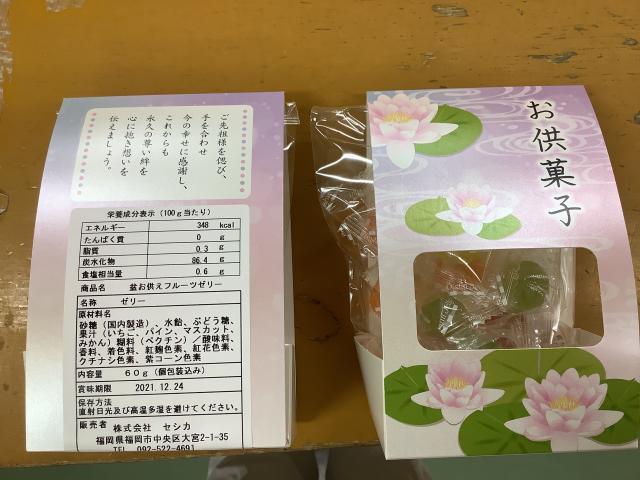 ご先祖様を偲び、
手を合わせ
今の幸せに感謝し、
これからも
永久の尊い絆を
心に抱き想いを
伝えましょう。
栄養成分表示(100g当たり)
エネルギー 348 kcal
たんぱく質 0 g
脂質 0.3 g
炭水化物 86.4 g
食塩相当量 0.6 g
商品名 盆お供えフルーツゼリー
名称 ゼリー
原材料名
砂糖(国内製造)、水飴、ぶどう糖、
果汁(いちご、パイン、マスカット、
みかん)糊料(ペクチン)/酸味料、
香料、着色料、紅麹色素、紅花色素、
クチナシ色素、紫コーン色素
内容量 60g(個包装込み)
賞味期限 2021.12.24
保存方法
直射日光及び高温多湿を避けてください。
販売者 株式会社 セシカ
福岡県福岡市中央区大宮2-1-35
TEL 092-522-4691
お供菓子